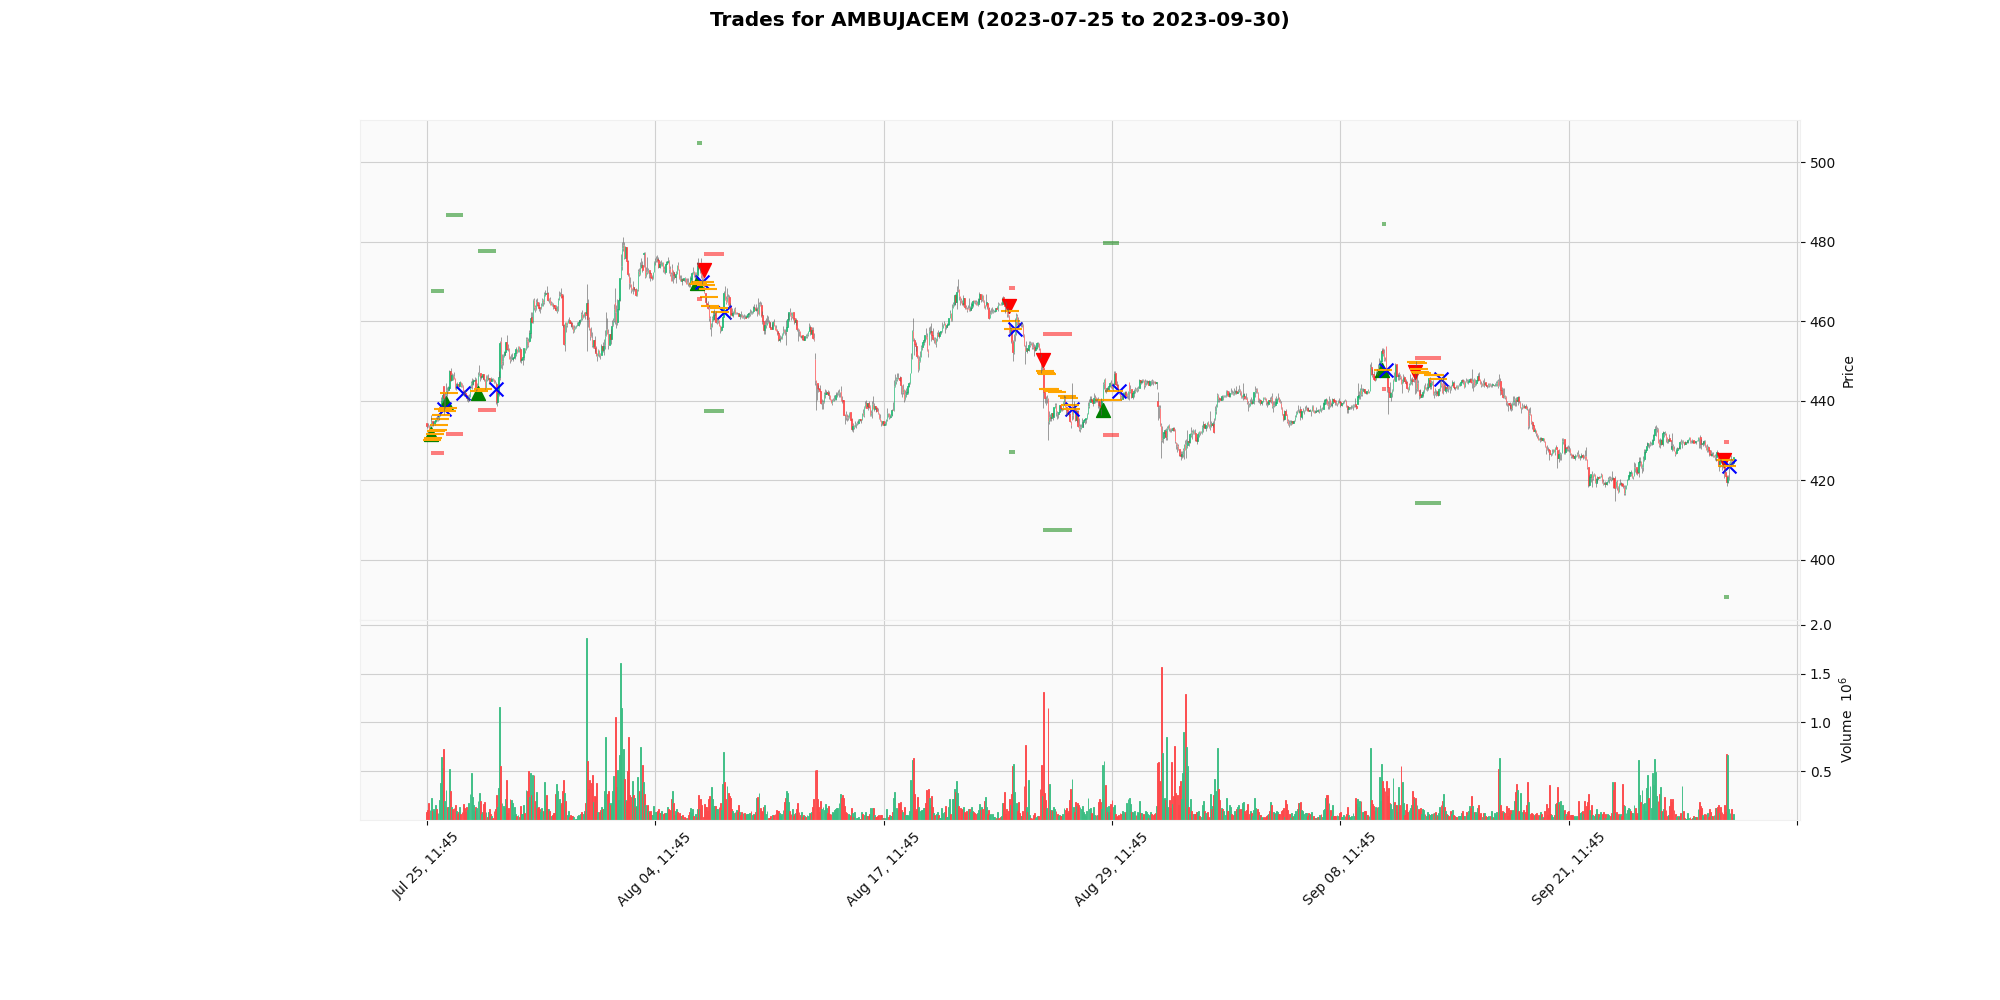 Trades for AMBUJACEM (2023-07-25 to 2023-09-30)
500
480
460
440
420
400
Price
2.0
1.5
1.0
0.5
Volume 10⁶
Jul 25, 11:45
Aug 04, 11:45
Aug 17, 11:45
Aug 29, 11:45
Sep 08, 11:45
Sep 21, 11:45